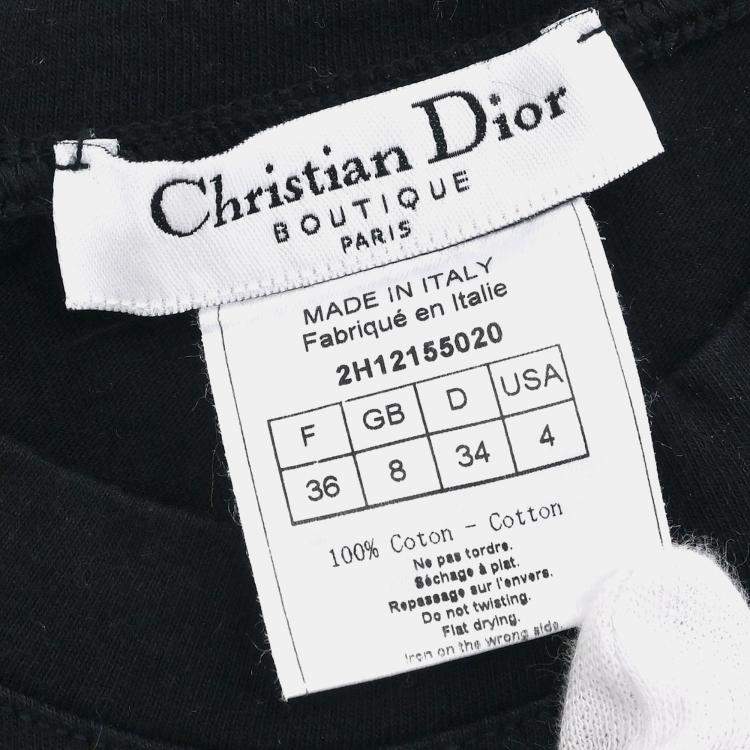 Christian Dior
BOUTIQUE
PARIS
MADE IN ITALY
Fabriqué en Italie
2H12155020
F GB D USA
36 8 34 4
100% Coton - Cotton
Ne pas tordre.
Séchage à plat.
Repassage sur l'envers.
Do not twisting.
Flat drying.
Iron on the wrong side.